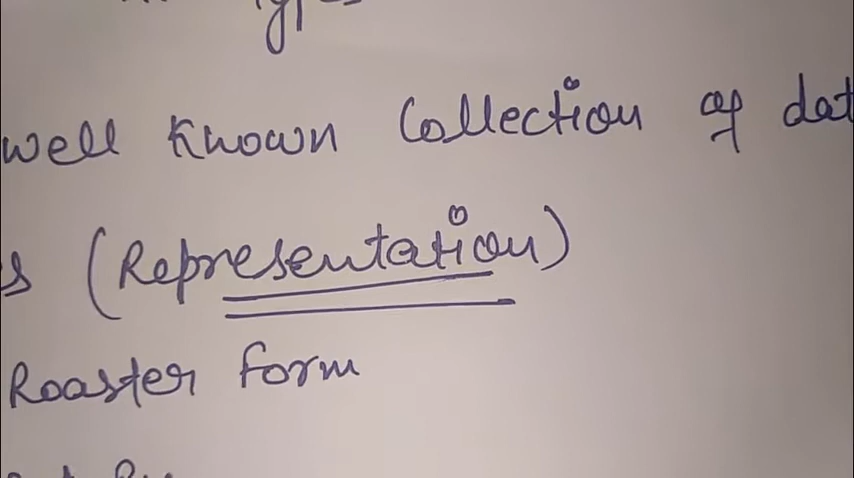 well known Collection of dat
s (Representation)
Roaster form